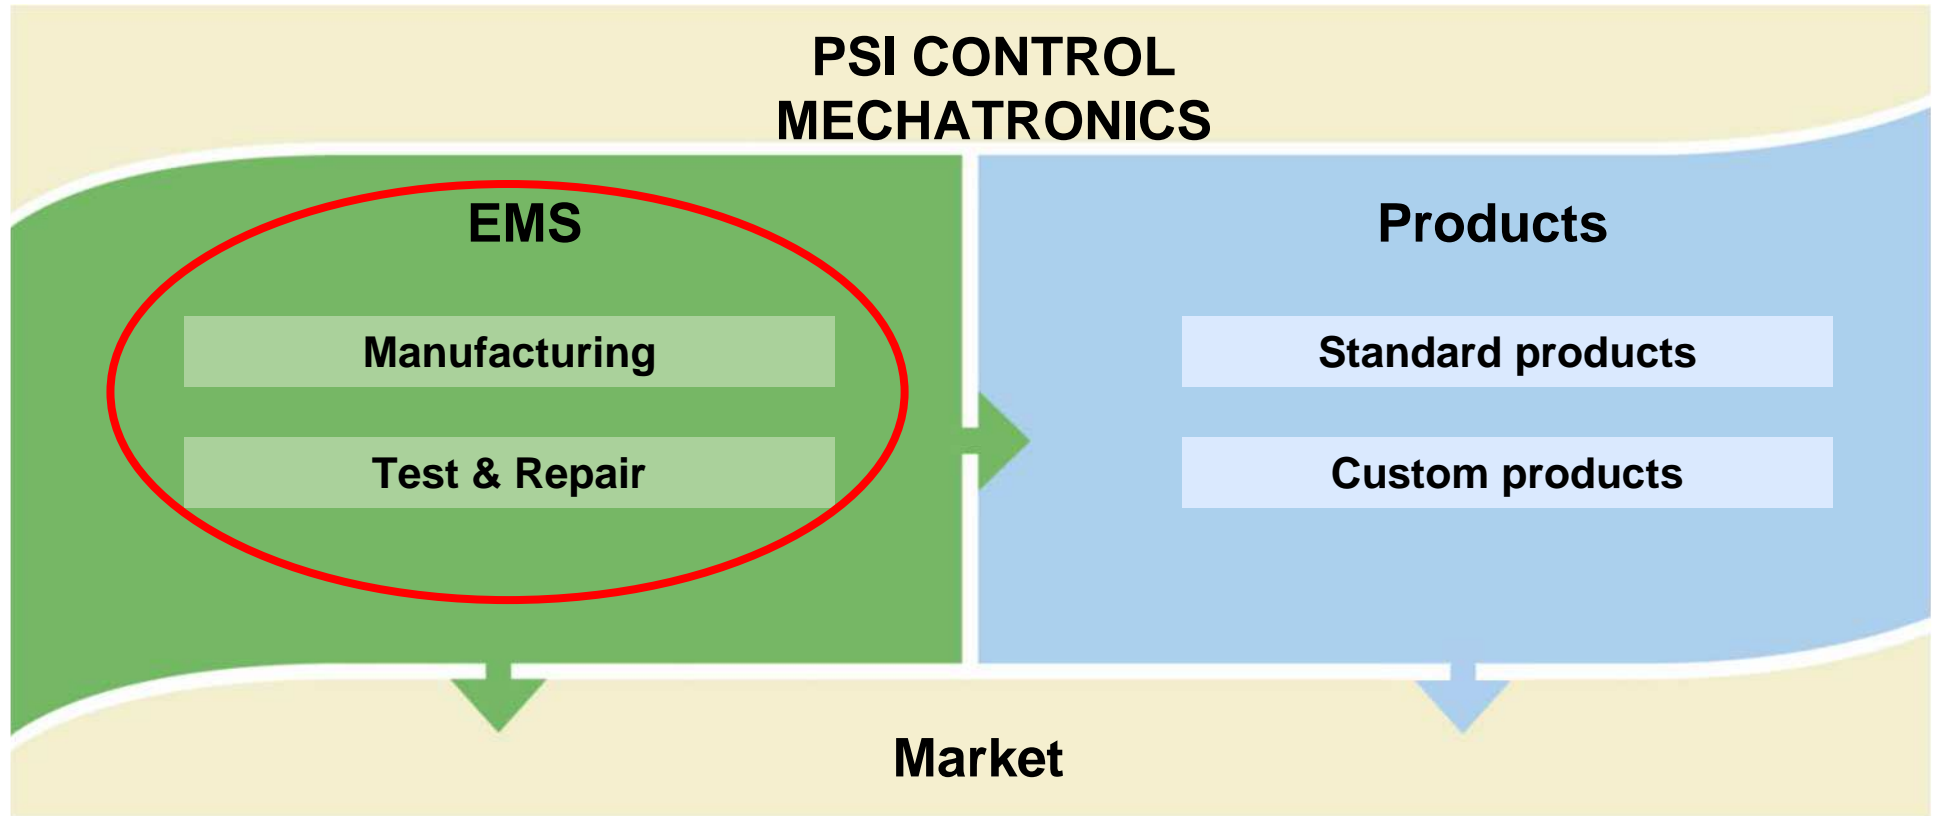 PSI CONTROL
MECHATRONICS
EMS
Products
Manufacturing
Standard products
Test & Repair
Custom products
Market